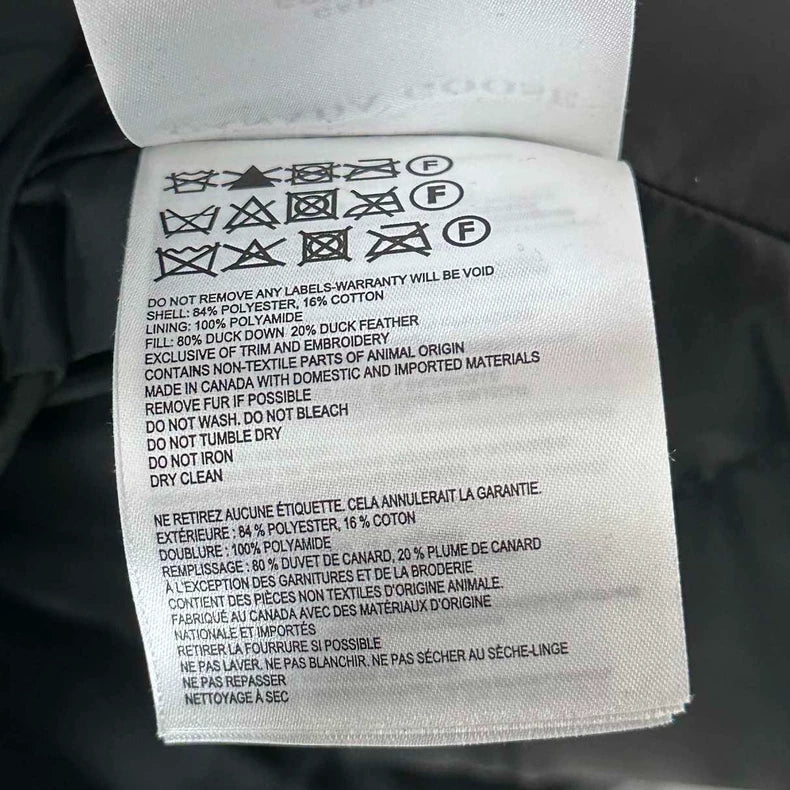 F
F
F
DO NOT REMOVE ANY LABELS-WARRANTY WILL BE VOID
SHELL: 84% POLYESTER, 16% COTTON
LINING: 100% POLYAMIDE
FILL: 80% DUCK DOWN 20% DUCK FEATHER
EXCLUSIVE OF TRIM AND EMBROIDERY
CONTAINS NON-TEXTILE PARTS OF ANIMAL ORIGIN
MADE IN CANADA WITH DOMESTIC AND IMPORTED MATERIALS
REMOVE FUR IF POSSIBLE
DO NOT WASH. DO NOT BLEACH
DO NOT TUMBLE DRY
DO NOT IRON
DRY CLEAN
NE RETIREZ AUCUNE ÉTIQUETTE. CELA ANNULERAIT LA GARANTIE.
EXTÉRIEURE : 84 % POLYESTER, 16 % COTON
DOUBLURE : 100% POLYAMIDE
REMPLISSAGE : 80 % DUVET DE CANARD, 20 % PLUME DE CANARD
À L'EXCEPTION DES GARNITURES ET DE LA BRODERIE
CONTIENT DES PIÈCES NON TEXTILES D'ORIGINE ANIMALE.
FABRIQUÉ AU CANADA AVEC DES MATÉRIAUX D'ORIGINE
NATIONALE ET IMPORTÉS
RETIRER LA FOURRURE SI POSSIBLE
NE PAS LAVER. NE PAS BLANCHIR. NE PAS SÉCHER AU SÈCHE-LINGE
NE PAS REPASSER
NETTOYAGE À SEC